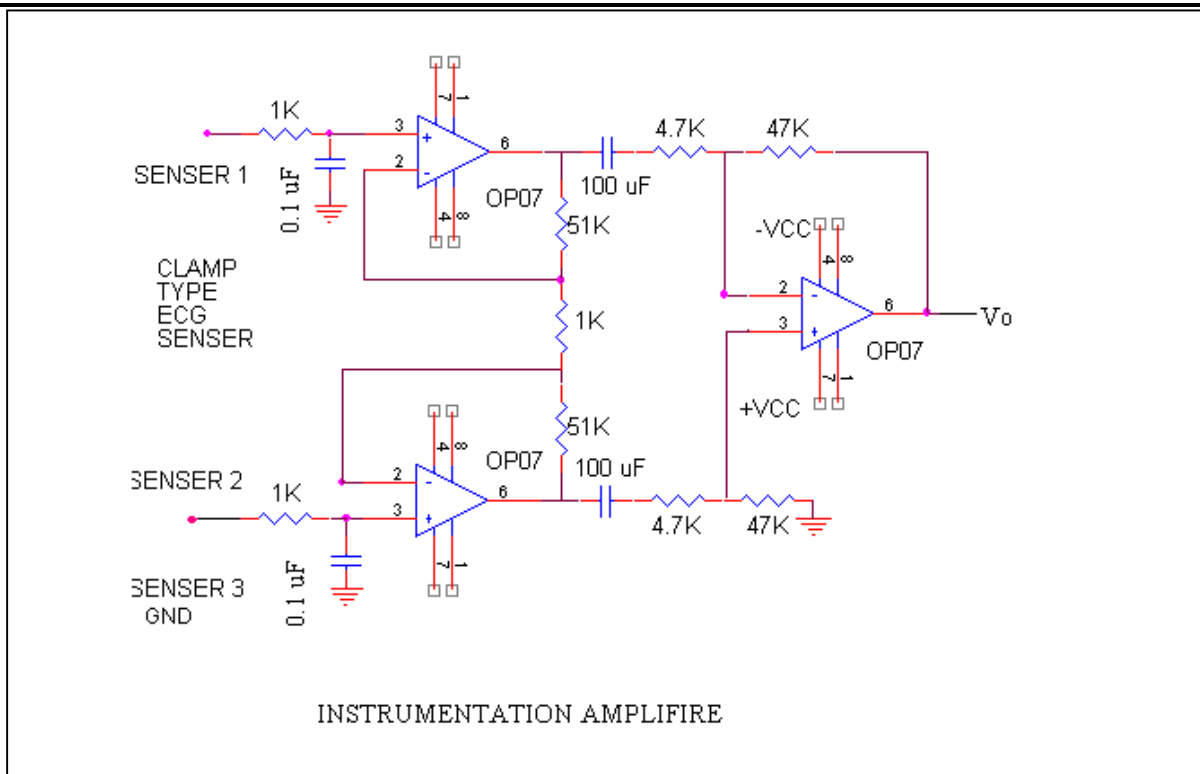 1K
3
2
7
1
6
4
8
OP07
SENSER 1
0.1 uF
100 uF
4.7K
47K
51K
CLAMP
TYPE
ECG
SENSER
1K
-VCC
4
8
2
3
6
Vo
OP07
7
1
+VCC
51K
4
8
OP07
100 uF
SENSER 2
1K
2
3
6
7
1
4.7K
47K
SENSER 3
GND
0.1 uF
INSTRUMENTATION AMPLIFIRE